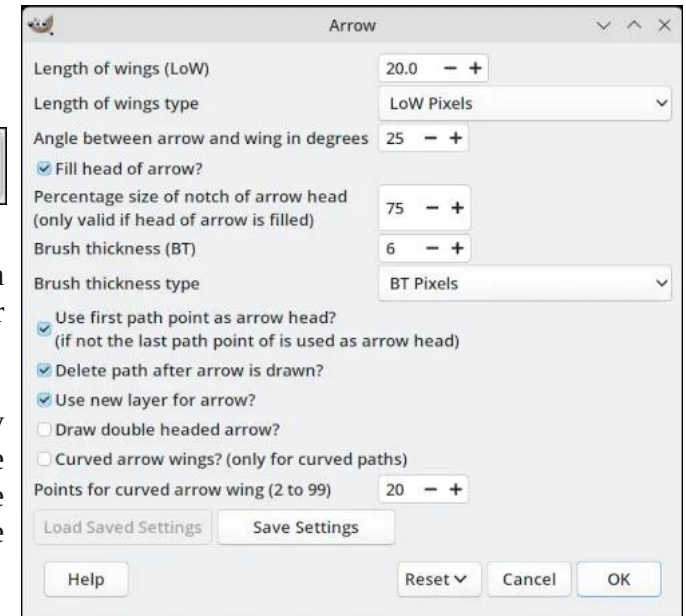 Arrow
Length of wings (LoW) 20.0
Length of wings type LoW Pixels
Angle between arrow and wing in degrees 25
Fill head of arrow?
Percentage size of notch of arrow head
(only valid if head of arrow is filled) 75
Brush thickness (BT) 6
Brush thickness type BT Pixels
Use first path point as arrow head?
(if not the last path point of is used as arrow head)
Delete path after arrow is drawn?
Use new layer for arrow?
Draw double headed arrow?
Curved arrow wings? (only for curved paths)
Points for curved arrow wing (2 to 99) 20
Load Saved Settings Save Settings
Help Reset Cancel OK